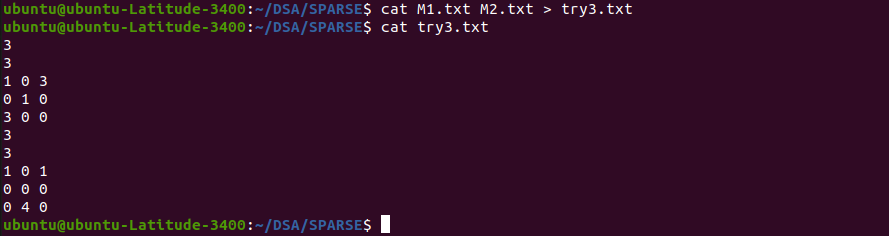 ubuntu@ubuntu-Latitude-3400:~/DSA/SPARSE$ cat M1.txt M2.txt > try3.txt
ubuntu@ubuntu-Latitude-3400:~/DSA/SPARSE$ cat try3.txt
3
3
1 0 3
0 1 0
3 0 0
3
3
1 0 1
0 0 0
0 4 0
ubuntu@ubuntu-Latitude-3400:~/DSA/SPARSE$